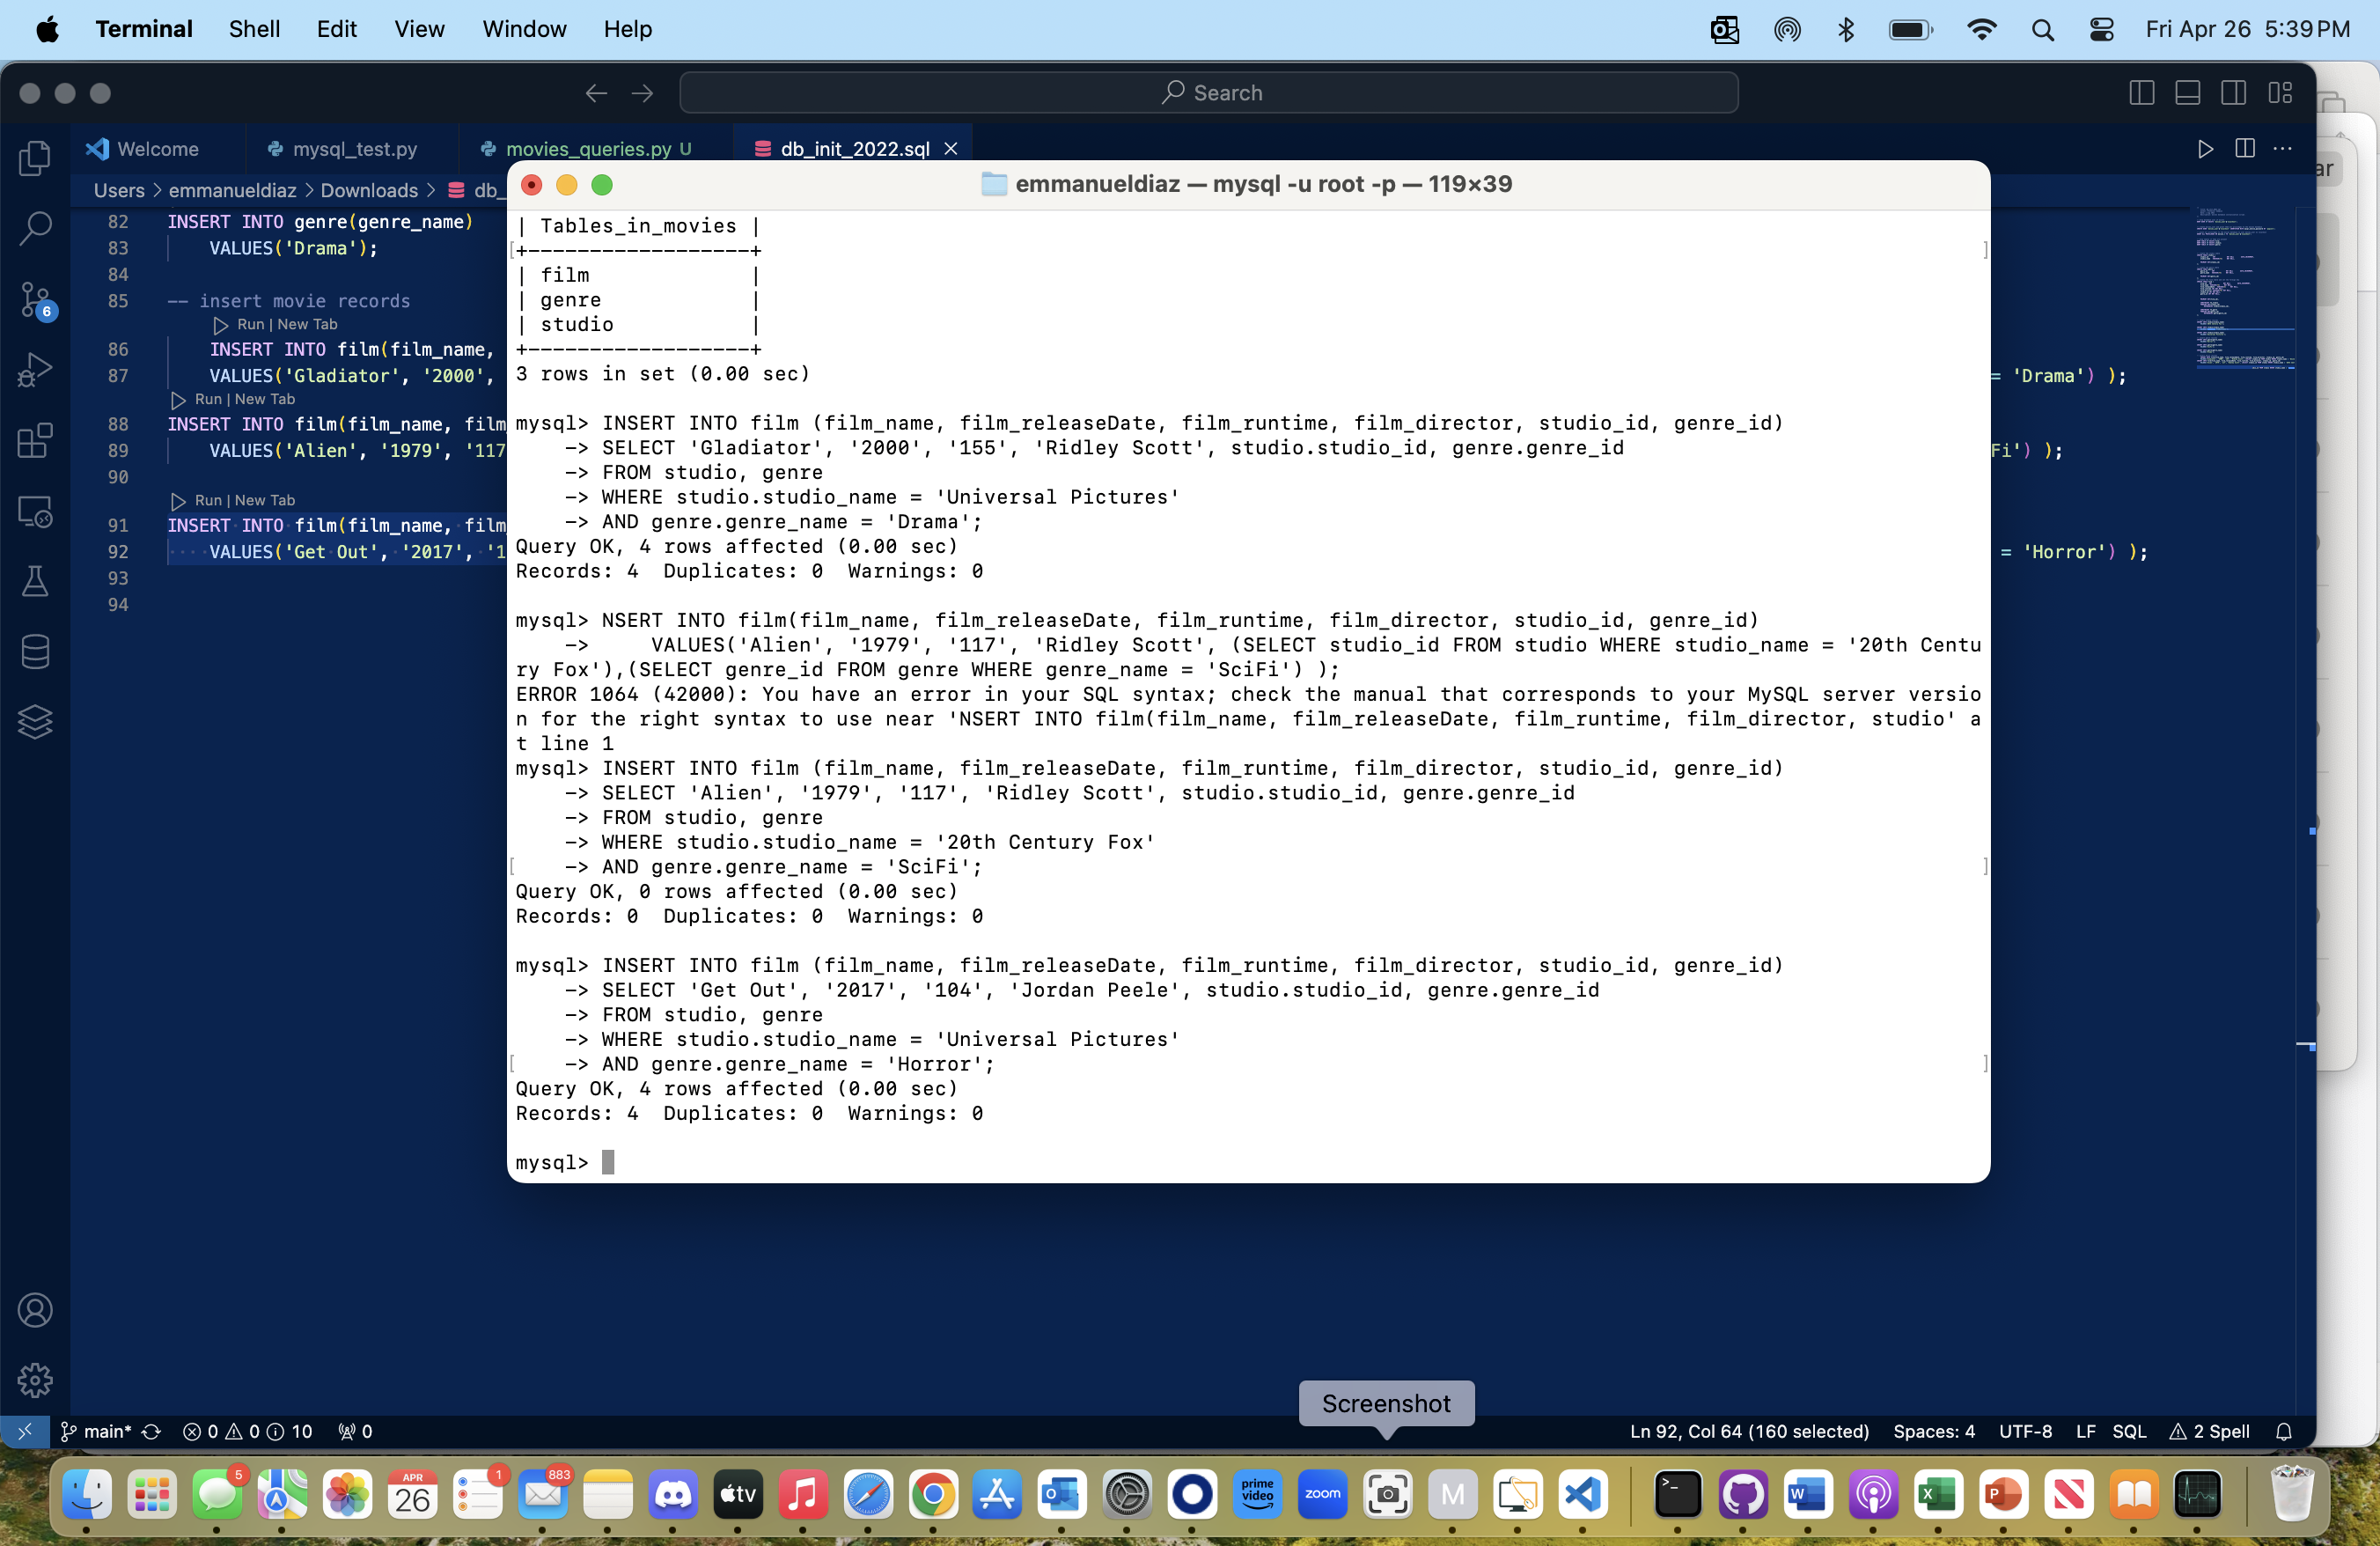 Terminal Shell Edit View Window Help Fri Apr 26 5:39 PM
Search
Welcome mysql_test.py movies_queries.py U db_init_2022.sql
Users > emmanueldiaz > Downloads > db_
emmanueldiaz — mysql -u root -p — 119×39
ar
82 INSERT INTO genre(genre_name)
83 VALUES('Drama');
84
85 -- insert movie records
Run | New Tab
86 INSERT INTO film(film_name,
87 VALUES('Gladiator', '2000', = 'Drama') );
Run | New Tab
88 INSERT INTO film(film_name, film
89 VALUES('Alien', '1979', '117 Fi') );
90
Run | New Tab
91 INSERT INTO film(film_name, film
92 VALUES('Get Out', '2017', '1 = 'Horror') );
93
94
6
| Tables_in_movies |
+------------------+
| film |
| genre |
| studio |
+------------------+
3 rows in set (0.00 sec)
mysql> INSERT INTO film (film_name, film_releaseDate, film_runtime, film_director, studio_id, genre_id)
-> SELECT 'Gladiator', '2000', '155', 'Ridley Scott', studio.studio_id, genre.genre_id
-> FROM studio, genre
-> WHERE studio.studio_name = 'Universal Pictures'
-> AND genre.genre_name = 'Drama';
Query OK, 4 rows affected (0.00 sec)
Records: 4 Duplicates: 0 Warnings: 0
mysql> NSERT INTO film(film_name, film_releaseDate, film_runtime, film_director, studio_id, genre_id)
-> VALUES('Alien', '1979', '117', 'Ridley Scott', (SELECT studio_id FROM studio WHERE studio_name = '20th Centu
ry Fox'),(SELECT genre_id FROM genre WHERE genre_name = 'SciFi') );
ERROR 1064 (42000): You have an error in your SQL syntax; check the manual that corresponds to your MySQL server versio
n for the right syntax to use near 'NSERT INTO film(film_name, film_releaseDate, film_runtime, film_director, studio' a
t line 1
mysql> INSERT INTO film (film_name, film_releaseDate, film_runtime, film_director, studio_id, genre_id)
-> SELECT 'Alien', '1979', '117', 'Ridley Scott', studio.studio_id, genre.genre_id
-> FROM studio, genre
-> WHERE studio.studio_name = '20th Century Fox'
-> AND genre.genre_name = 'SciFi';
Query OK, 0 rows affected (0.00 sec)
Records: 0 Duplicates: 0 Warnings: 0
mysql> INSERT INTO film (film_name, film_releaseDate, film_runtime, film_director, studio_id, genre_id)
-> SELECT 'Get Out', '2017', '104', 'Jordan Peele', studio.studio_id, genre.genre_id
-> FROM studio, genre
-> WHERE studio.studio_name = 'Universal Pictures'
-> AND genre.genre_name = 'Horror';
Query OK, 4 rows affected (0.00 sec)
Records: 4 Duplicates: 0 Warnings: 0
mysql>
Screenshot
main* 0 0 10 0 Ln 92, Col 64 (160 selected) Spaces: 4 UTF-8 LF SQL 2 Spell
5 APR 26 1 883 tv prime video zoom M W X P N